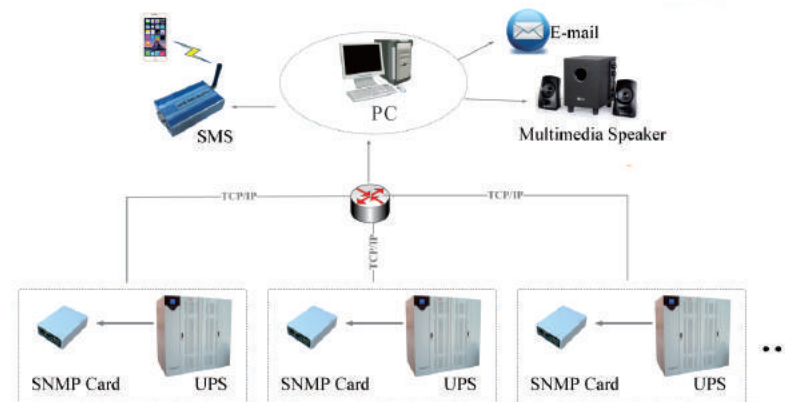 E-mail
PC
SMS
Multimedia Speaker
TCP/IP
TCP/IP
TCP/IP
SNMP Card
UPS
SNMP Card
UPS
SNMP Card
UPS